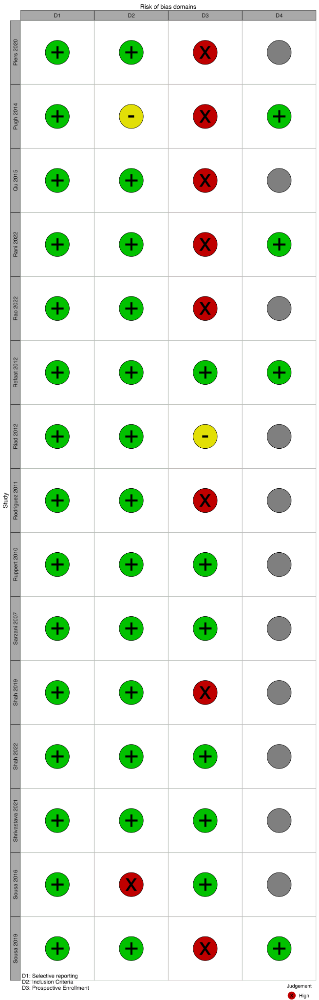 Risk of bias domains
D1 D2 D3 D4
Study
Piers 2020
+ + X
Pugh 2014
+ - X +
Qu 2015
+ + X
Rani 2022
+ + X +
Rao 2022
+ + X
Refaat 2012
+ + + +
Riad 2012
+ + -
Rodriguez 2011
+ + X
Ruppert 2010
+ + +
Sarzani 2007
+ + +
Shah 2019
+ + X
Shah 2022
+ + +
Shrivastava 2021
+ + +
Sousa 2016
+ X +
Sousa 2019
+ + X +
D1: Selective reporting
D2: Inclusion Criteria
D3: Prospective Enrollment
Judgement
X High